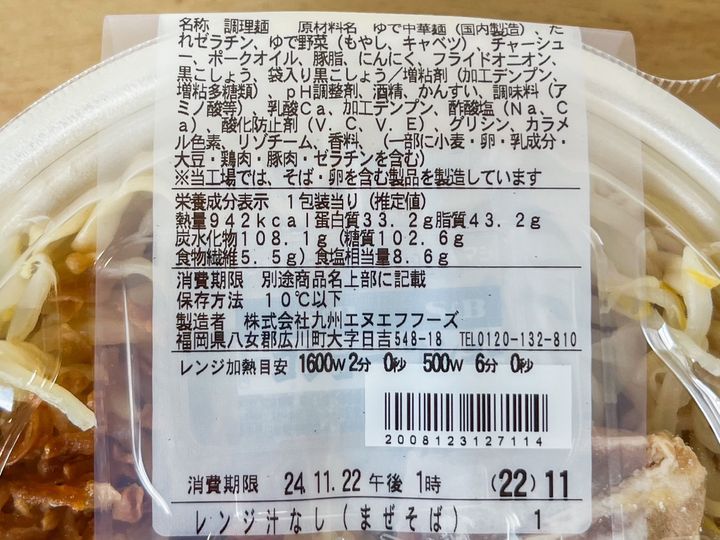 名称 調理麺 原材料名 ゆで中華麺（国内製造）、た
れゼラチン、ゆで野菜（もやし、キャベツ）、チャーシュ
ー、ポークオイル、豚脂、にんにく、フライドオニオン、
黒こしょう、袋入り黒こしょう／増粘剤（加工デンプン、
増粘多糖類）、pH調整剤、酒精、かんすい、調味料（ア
ミノ酸等）、乳酸Ca、加工デンプン、酢酸塩（Na、C
a）、酸化防止剤（V．C、V．E）、グリシン、カラメ
ル色素、リゾチーム、香料、（一部に小麦・卵・乳成分・
大豆・鶏肉・豚肉・ゼラチンを含む）
※当工場では、そば・卵を含む製品を製造しています
栄養成分表示 1包装当り（推定値）
熱量942kcal蛋白質33．2g脂質43．2g
炭水化物108．1g（糖質102．6g
食物繊維5．5g）食塩相当量8．6g
消費期限 別途商品名上部に記載
保存方法 10℃以下
製造者 株式会社九州エヌエフフーズ
福岡県八女郡広川町大字日吉548-18 TEL0120-132-810
レンジ加熱目安 1600W 2分 0秒 500W 6分 0秒
2008123127114
消費期限 24.11.22 午後 1時 (22) 11
レンジ汁なし（まぜそば） 1
S&B